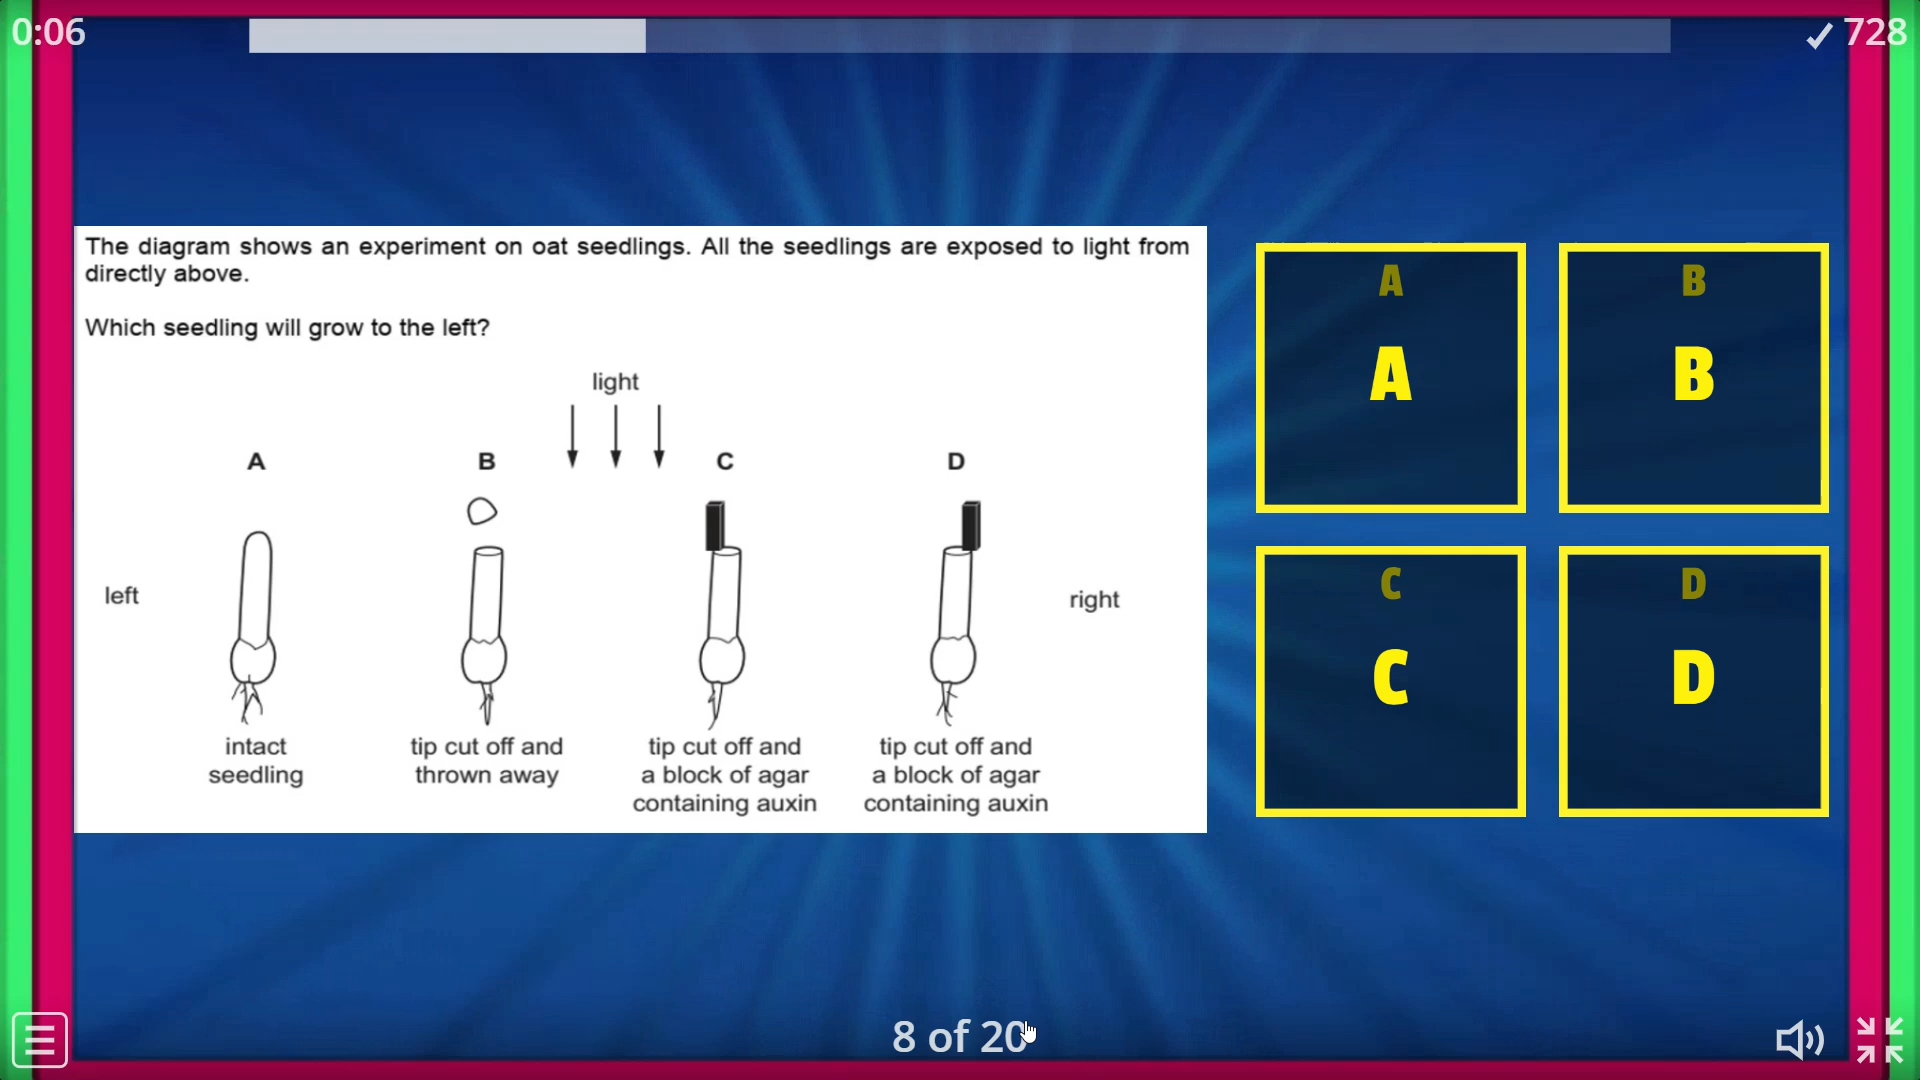 0:06
728
The diagram shows an experiment on oat seedlings. All the seedlings are exposed to light from
directly above.
Which seedling will grow to the left?
light
A
B
C
D
left
right
intact
seedling
tip cut off and
thrown away
tip cut off and
a block of agar
containing auxin
tip cut off and
a block of agar
containing auxin
A
A
B
B
C
C
D
D
8 of 20